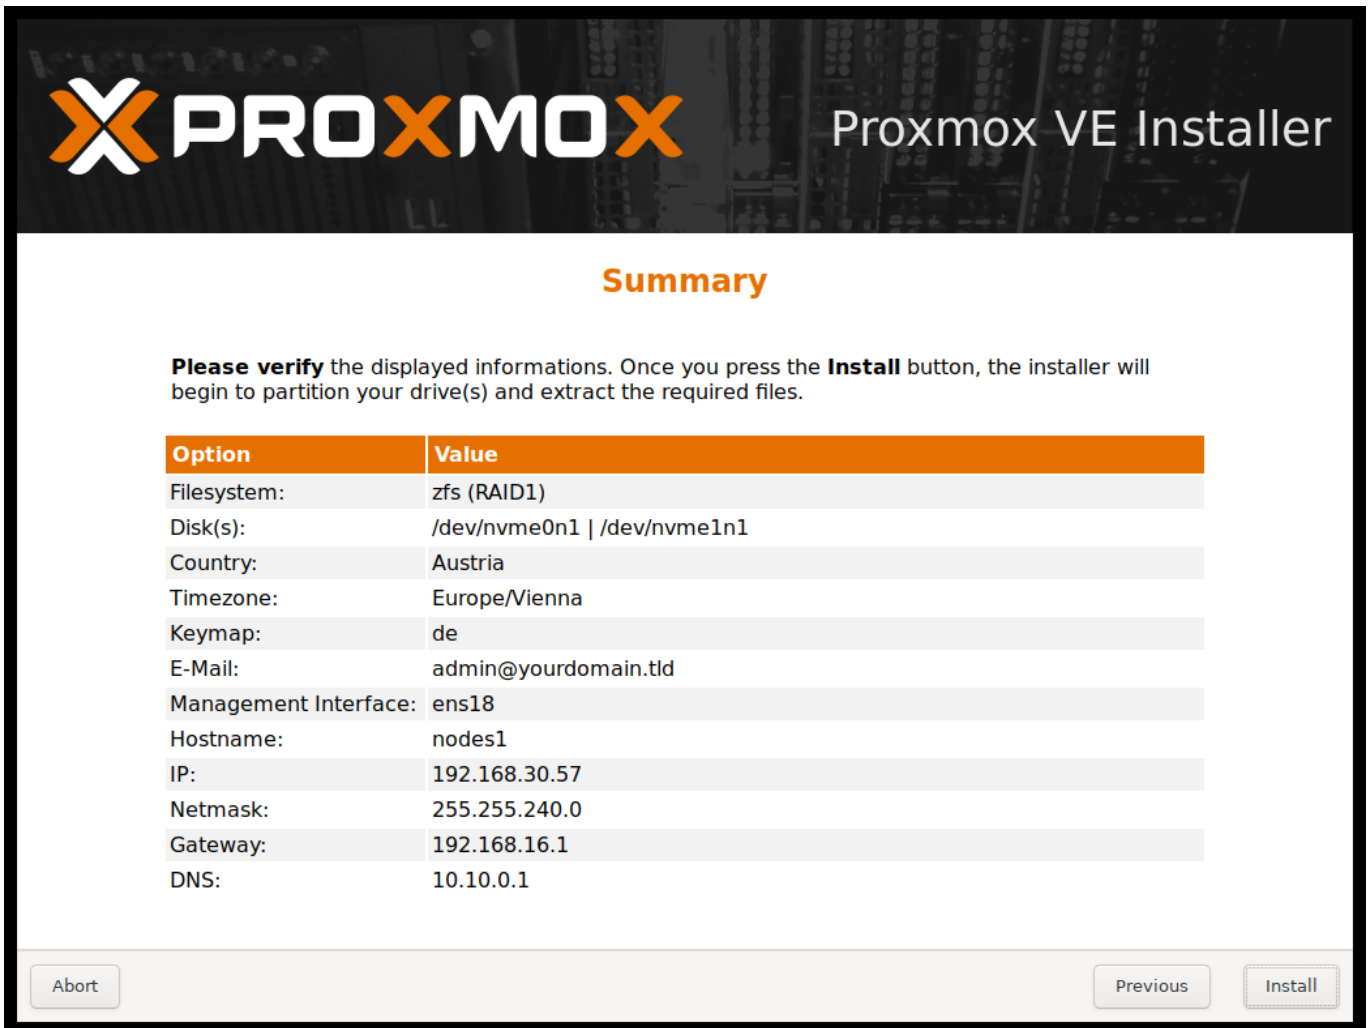 PROXMOX
Proxmox VE Installer
Summary
Please verify the displayed informations. Once you press the Install button, the installer will
begin to partition your drive(s) and extract the required files.
Option Value
Filesystem: zfs (RAID1)
Disk(s): /dev/nvme0n1 | /dev/nvme1n1
Country: Austria
Timezone: Europe/Vienna
Keymap: de
E-Mail: admin@yourdomain.tld
Management Interface: ens18
Hostname: nodes1
IP: 192.168.30.57
Netmask: 255.255.240.0
Gateway: 192.168.16.1
DNS: 10.10.0.1
Abort Previous Install